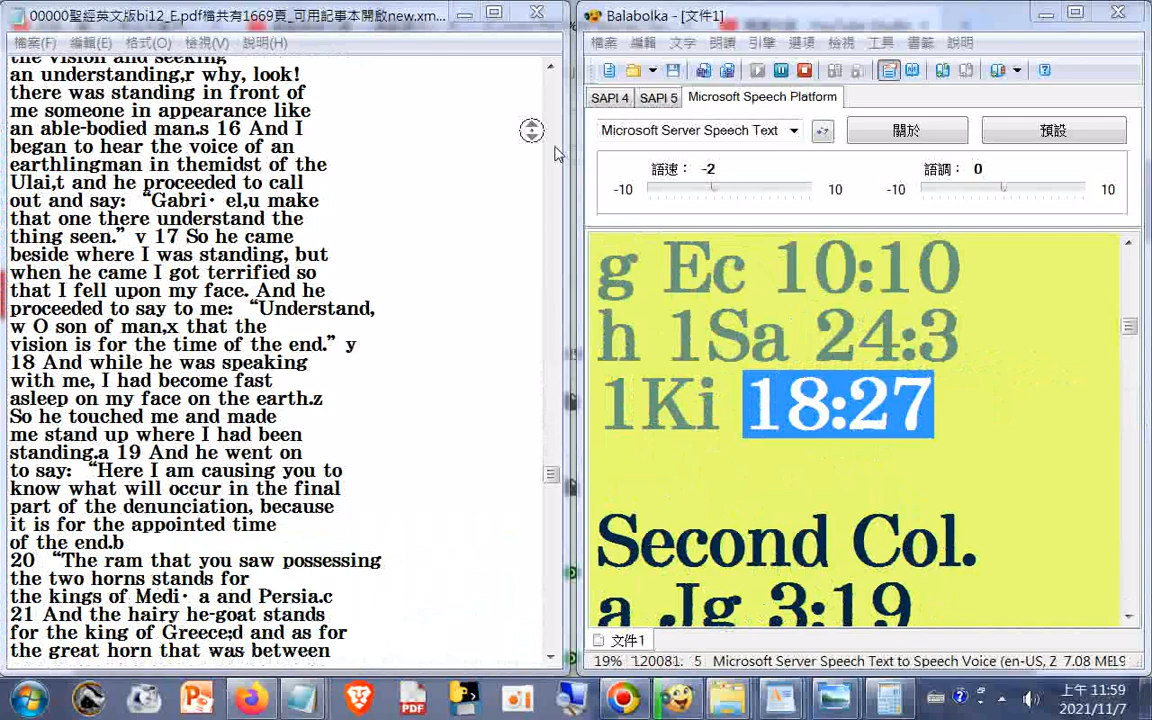 00000聖經英文版bi12_E.pdf檔共有1669頁_可用記事本開啟new.xm...
檔案(F) 編輯(E) 格式(O) 檢視(V) 說明(H)
the vision and seeking
an understanding,r why, look!
there was standing in front of
me someone in appearance like
an able-bodied man.s 16 And I
began to hear the voice of an
earthlingman in themidst of the
Ulai,t and he proceeded to call
out and say: “Gabri· el,u make
that one there understand the
thing seen.” v 17 So he came
beside where I was standing, but
when he came I got terrified so
that I fell upon my face. And he
proceeded to say to me: “Understand,
w O son of man,x that the
vision is for the time of the end.” y
18 And while he was speaking
with me, I had become fast
asleep on my face on the earth.z
So he touched me and made
me stand up where I had been
standing.a 19 And he went on
to say: “Here I am causing you to
know what will occur in the final
part of the denunciation, because
it is for the appointed time
of the end.b
20 “The ram that you saw possessing
the two horns stands for
the kings of Medi· a and Persia.c
21 And the hairy he-goat stands
for the king of Greece;d and as for
the great horn that was between
Balabolka - [文件1]
檔案 編輯 文字 朗讀 引擎 選項 檢視 工具 書籤 說明
SAPI 4 SAPI 5 Microsoft Speech Platform
Microsoft Server Speech Text 關於 預設
語速： -2 語調： 0
-10 10 -10 10
g Ec 10:10
h 1Sa 24:3
1Ki 18:27
Second Col.
a Jg 3:19
文件1
19% 120081: 5 Microsoft Server Speech Text to Speech Voice (en-US, Z 7.08 ME
上午 11:59
2021/11/7